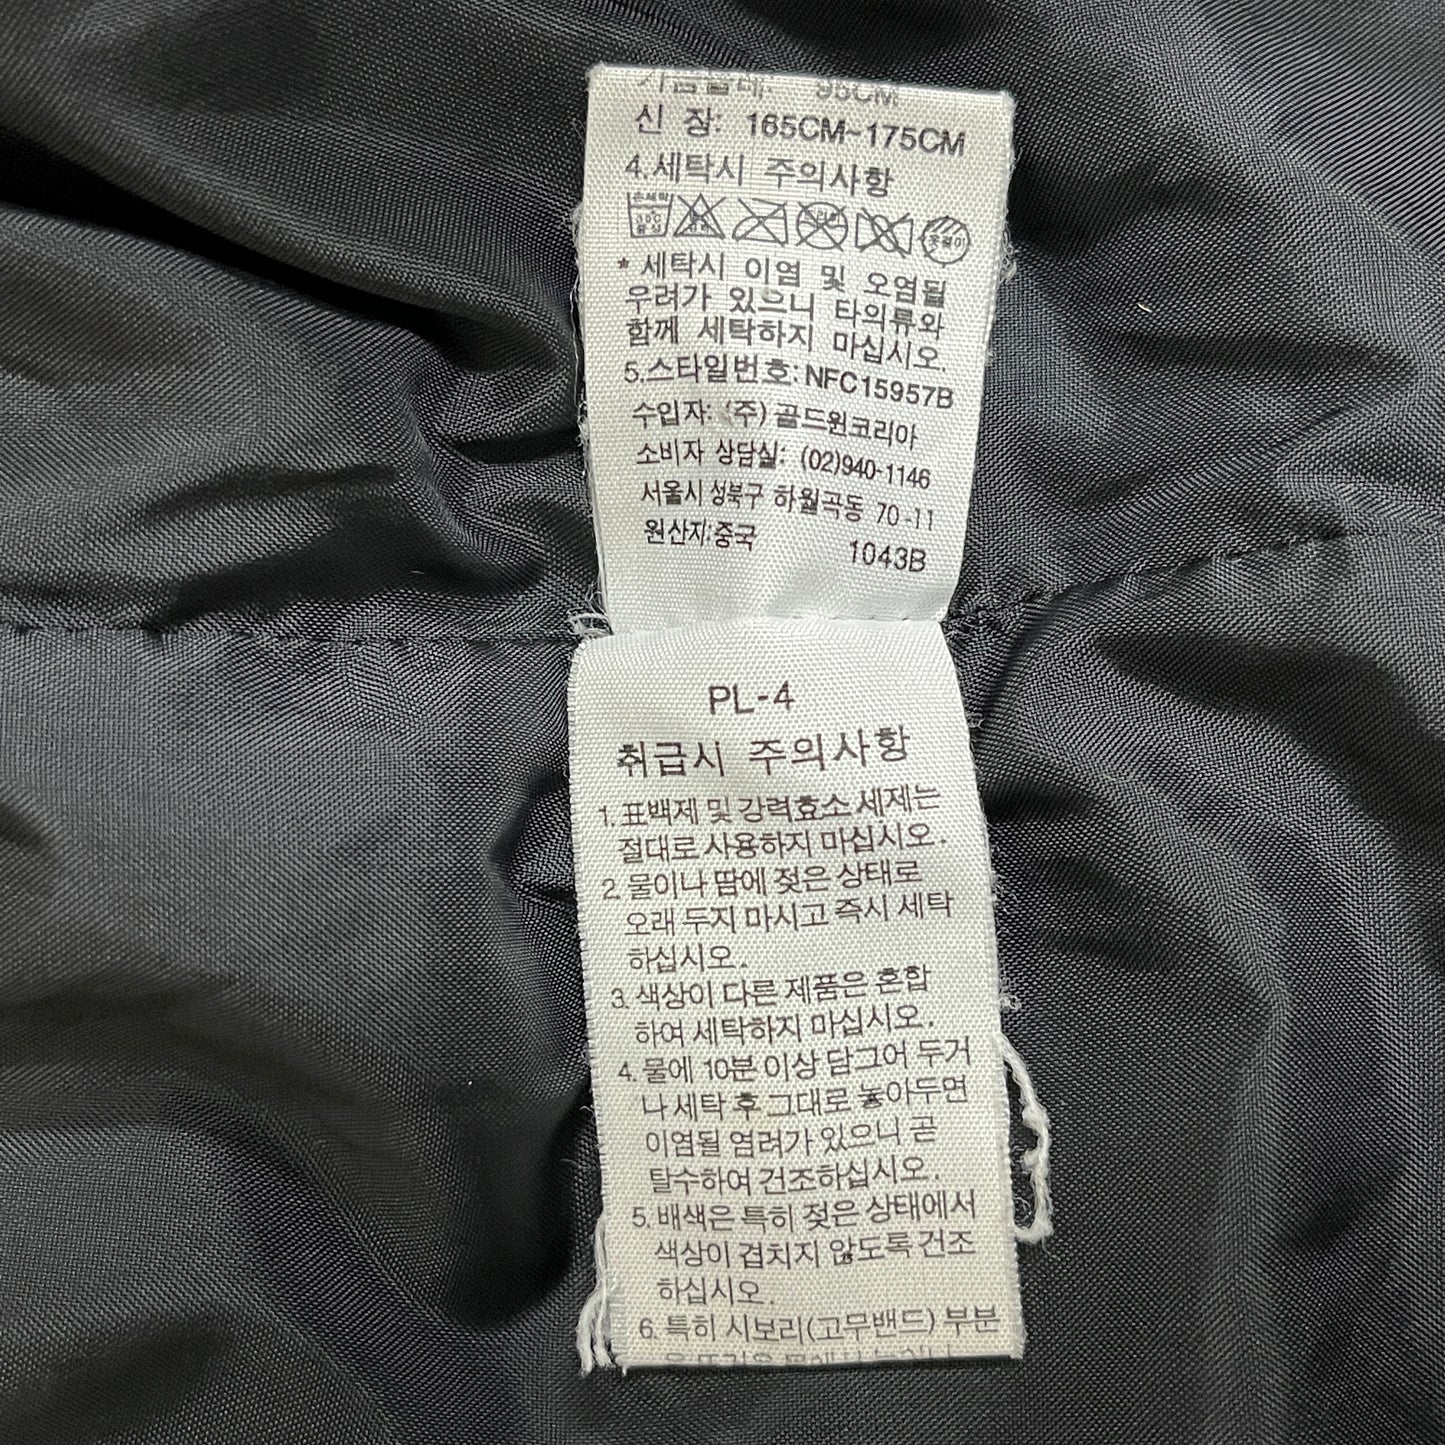 가슴둘레: 95CM
신 장: 165CM~175CM
4.세탁시 주의사항
손세탁 30℃ 중성
* 세탁시 이염 및 오염될
우려가 있으니 타의류와
함께 세탁하지 마십시오.
5.스타일번호: NFC15957B
수입자: (주) 골드윈코리아
소비자 상담실: (02)940-1146
서울시 성북구 하월곡동 70-11
원산지:중국 1043B
PL-4
취급시 주의사항
1. 표백제 및 강력효소 세제는
절대로 사용하지 마십시오.
2. 물이나 땀에 젖은 상태로
오래 두지 마시고 즉시 세탁
하십시오.
3. 색상이 다른 제품은 혼합
하여 세탁하지 마십시오.
4. 물에 10분 이상 담그어 두거
나 세탁 후 그대로 놓아두면
이염될 염려가 있으니 곧
탈수하여 건조하십시오.
5. 배색은 특히 젖은 상태에서
색상이 겹치지 않도록 건조
하십시오.
6. 특히 시보리(고무밴드) 부분